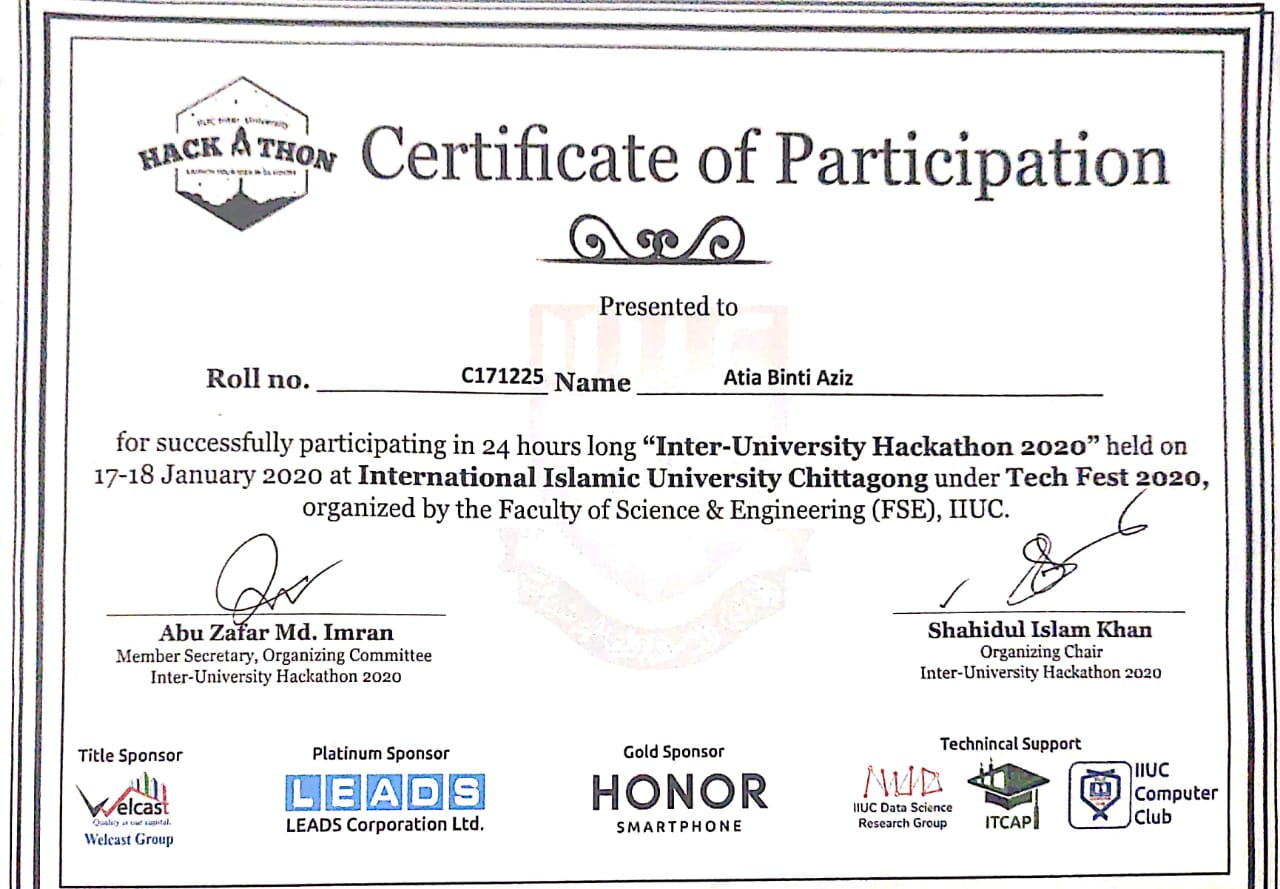 IIUC Inter University
HACKATHON
Certificate of Participation
Presented to
Roll no. C171225 Name Atia Binti Aziz
for successfully participating in 24 hours long “Inter-University Hackathon 2020” held on
17-18 January 2020 at International Islamic University Chittagong under Tech Fest 2020,
organized by the Faculty of Science & Engineering (FSE), IIUC.
Abu Zafar Md. Imran
Member Secretary, Organizing Committee
Inter-University Hackathon 2020
Shahidul Islam Khan
Organizing Chair
Inter-University Hackathon 2020
Title Sponsor
Welcast
Quality is our capital.
Welcast Group
Platinum Sponsor
LEADS
LEADS Corporation Ltd.
Gold Sponsor
HONOR
SMARTPHONE
Technincal Support
IIUC Data Science
Research Group
ITCAP
IIUC
Computer
Club